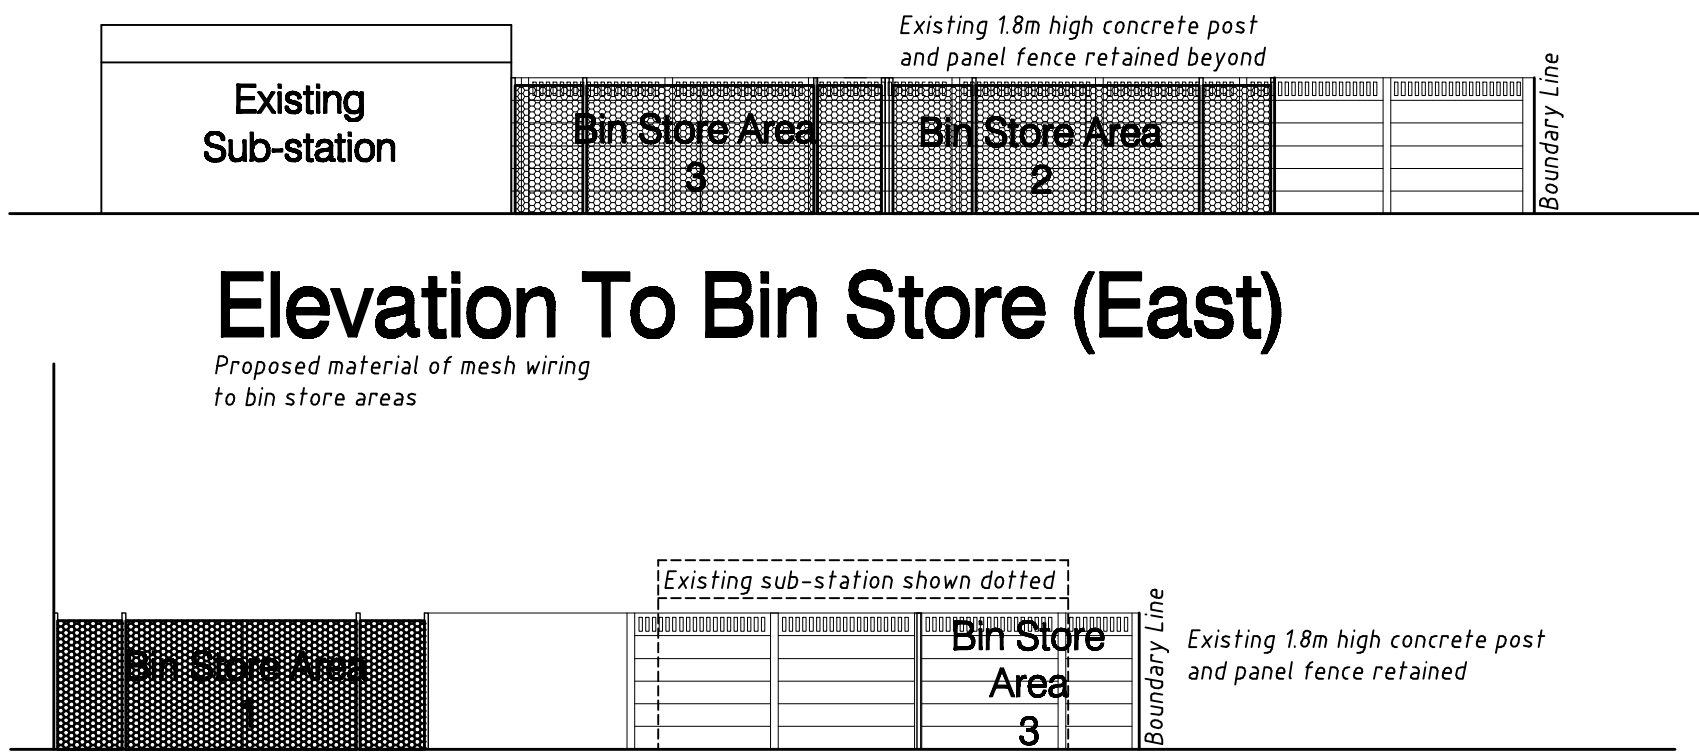 Existing 1.8m high concrete post
and panel fence retained beyond
Existing
Sub-station
Bin Store Area
3
Bin Store Area
2
Boundary Line
Elevation To Bin Store (East)
Proposed material of mesh wiring
to bin store areas
Existing sub-station shown dotted
Bin Store Area
1
Bin Store
Area
3
Boundary Line
Existing 1.8m high concrete post
and panel fence retained